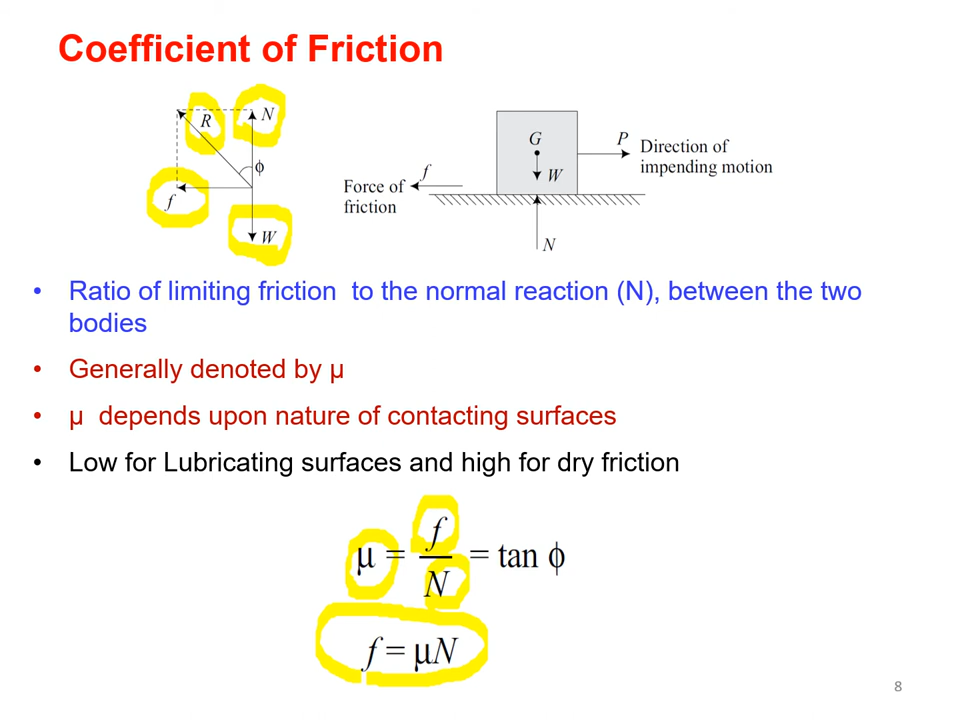 Coefficient of Friction
R
N
ϕ
f
W
G
W
P
Direction of
impending motion
f
Force of
friction
N
• Ratio of limiting friction to the normal reaction (N), between the two
bodies
• Generally denoted by μ
• μ depends upon nature of contacting surfaces
• Low for Lubricating surfaces and high for dry friction
μ = f/N = tan ϕ
f = μN
8